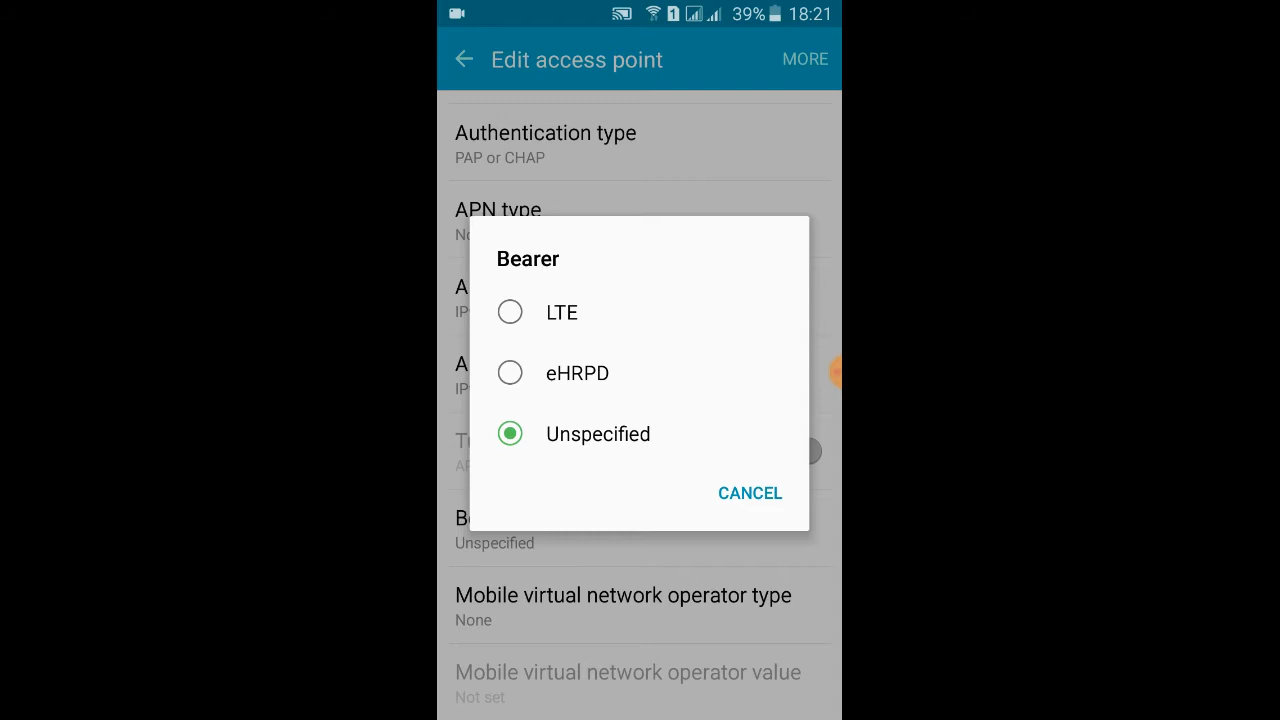 1 39% 18:21
Edit access point MORE
Authentication type
PAP or CHAP
APN type
Bearer
LTE
eHRPD
Unspecified
CANCEL
Unspecified
Mobile virtual network operator type
None
Mobile virtual network operator value
Not set